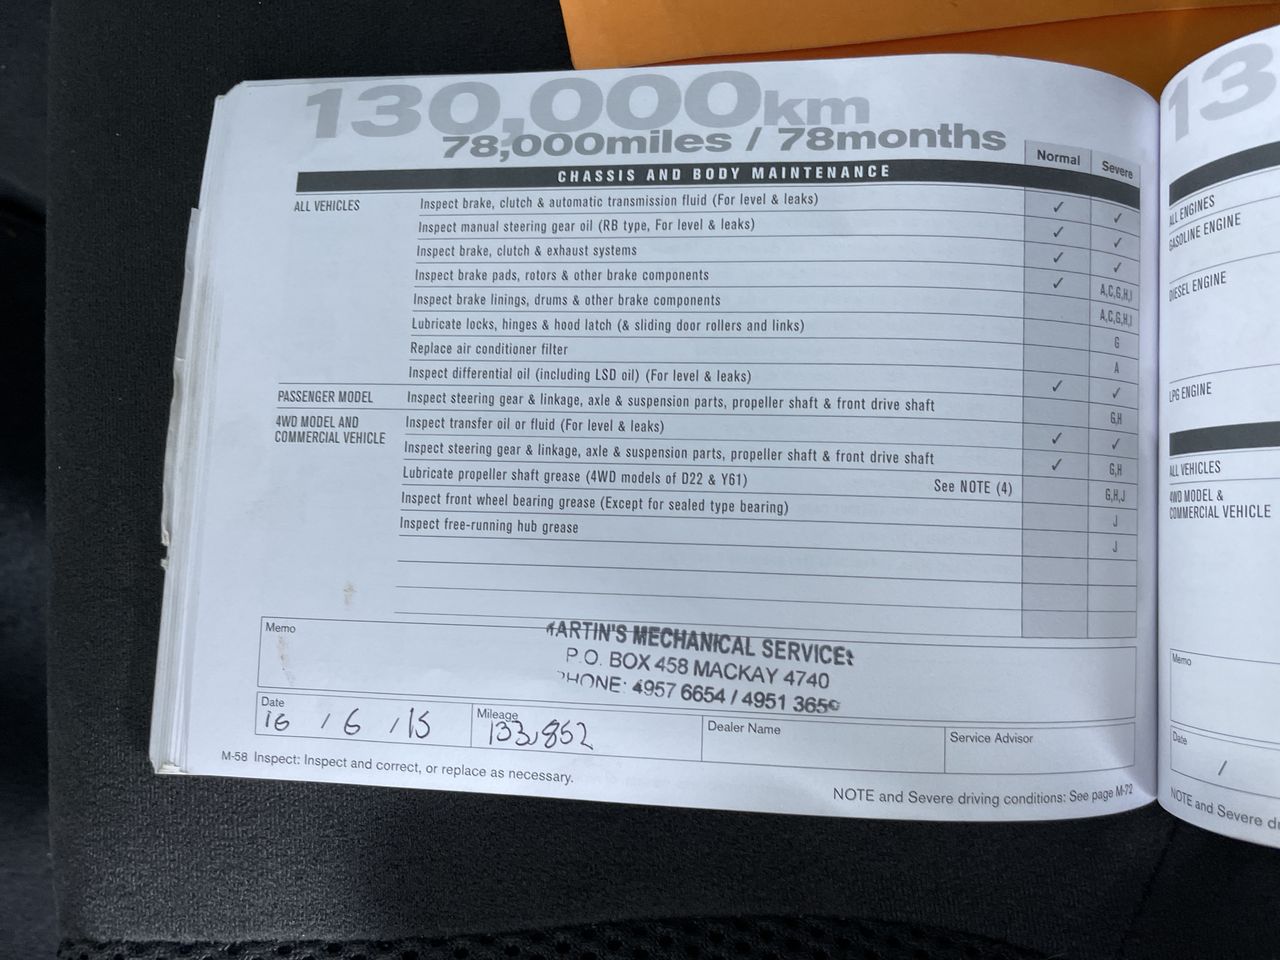 130,000km
78,000miles / 78months
Normal Severe
CHASSIS AND BODY MAINTENANCE
ALL VEHICLES Inspect brake, clutch & automatic transmission fluid (For level & leaks) ✓ ✓
Inspect manual steering gear oil (RB type, For level & leaks) ✓ ✓
Inspect brake, clutch & exhaust systems ✓ ✓
Inspect brake pads, rotors & other brake components ✓ A,C,G,H,I
Inspect brake linings, drums & other brake components A,C,G,H,I
Lubricate locks, hinges & hood latch (& sliding door rollers and links) G
Replace air conditioner filter A
Inspect differential oil (including LSD oil) (For level & leaks) ✓ ✓
PASSENGER MODEL Inspect steering gear & linkage, axle & suspension parts, propeller shaft & front drive shaft G,H
4WD MODEL AND
COMMERCIAL VEHICLE
Inspect transfer oil or fluid (For level & leaks) ✓ ✓
Inspect steering gear & linkage, axle & suspension parts, propeller shaft & front drive shaft ✓ G,H
Lubricate propeller shaft grease (4WD models of D22 & Y61) See NOTE (4) G,H,J
Inspect front wheel bearing grease (Except for sealed type bearing) J
Inspect free-running hub grease J
Memo
MARTIN'S MECHANICAL SERVICES
P.O. BOX 458 MACKAY 4740
PHONE: 4957 6654 / 4951 3650
Date
16 / 6 / 15
Mileage
133,852
Dealer Name
Service Advisor
M-58 Inspect: Inspect and correct, or replace as necessary.
NOTE and Severe driving conditions: See page M-72
13
ALL ENGINES
GASOLINE ENGINE
DIESEL ENGINE
LPG ENGINE
ALL VEHICLES
4WD MODEL &
COMMERCIAL VEHICLE
Memo
Date
/
NOTE and Severe